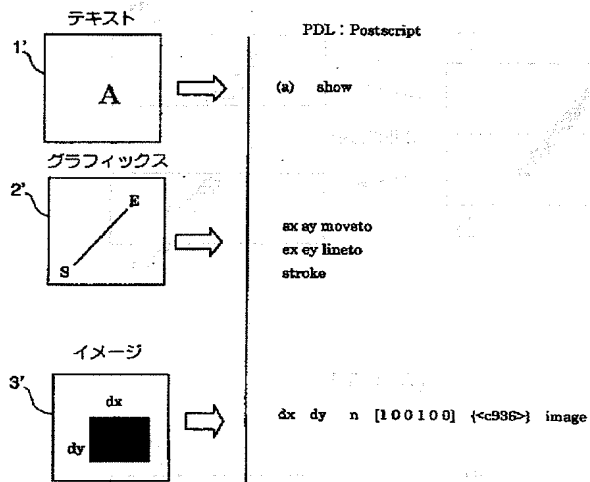 テキスト
PDL : Postscript
1'
A
(a) show
グラフィックス
2'
E
S
sx sy moveto
ex ey lineto
stroke
イメージ
3'
dx
dy
dx dy n [1 0 0 1 0 0] {<c936>} image